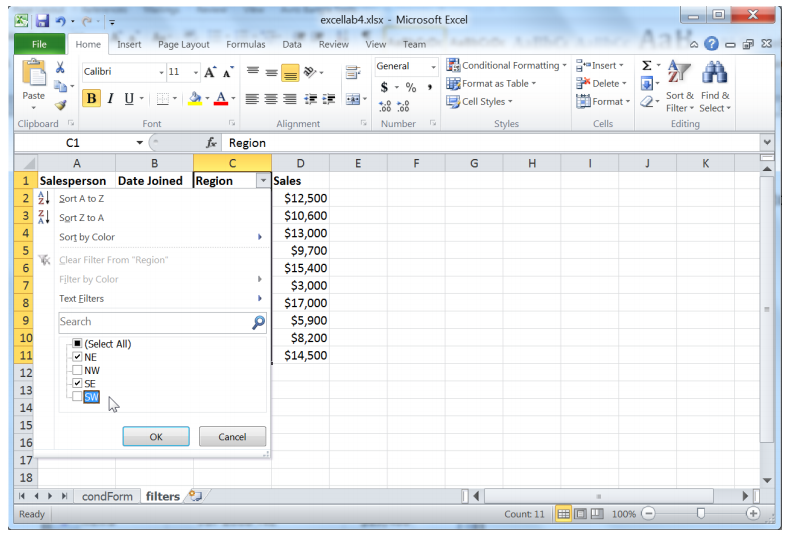 excellab4.xlsx - Microsoft Excel
File Home Insert Page Layout Formulas Data Review View Team
Paste
Calibri 11
B I U
A A
A
General
$ % ,
.0 .00 .00 .0
Conditional Formatting
Format as Table
Cell Styles
Insert
Delete
Format
Σ
Sort & Filter
Find & Select
Clipboard Font Alignment Number Styles Cells Editing
C1 fx Region
A B C D E F G H I J K
1 Salesperson Date Joined Region Sales
2 $12,500
3 $10,600
4 $13,000
5 $9,700
6 $15,400
7 $3,000
8 $17,000
9 $5,900
10 $8,200
11 $14,500
12
13
14
15
16
17
18
Sort A to Z
Sort Z to A
Sort by Color
Clear Filter From "Region"
Filter by Color
Text Filters
Search
(Select All)
NE
NW
SE
SW
OK Cancel
condForm filters
Ready Count: 11 100%